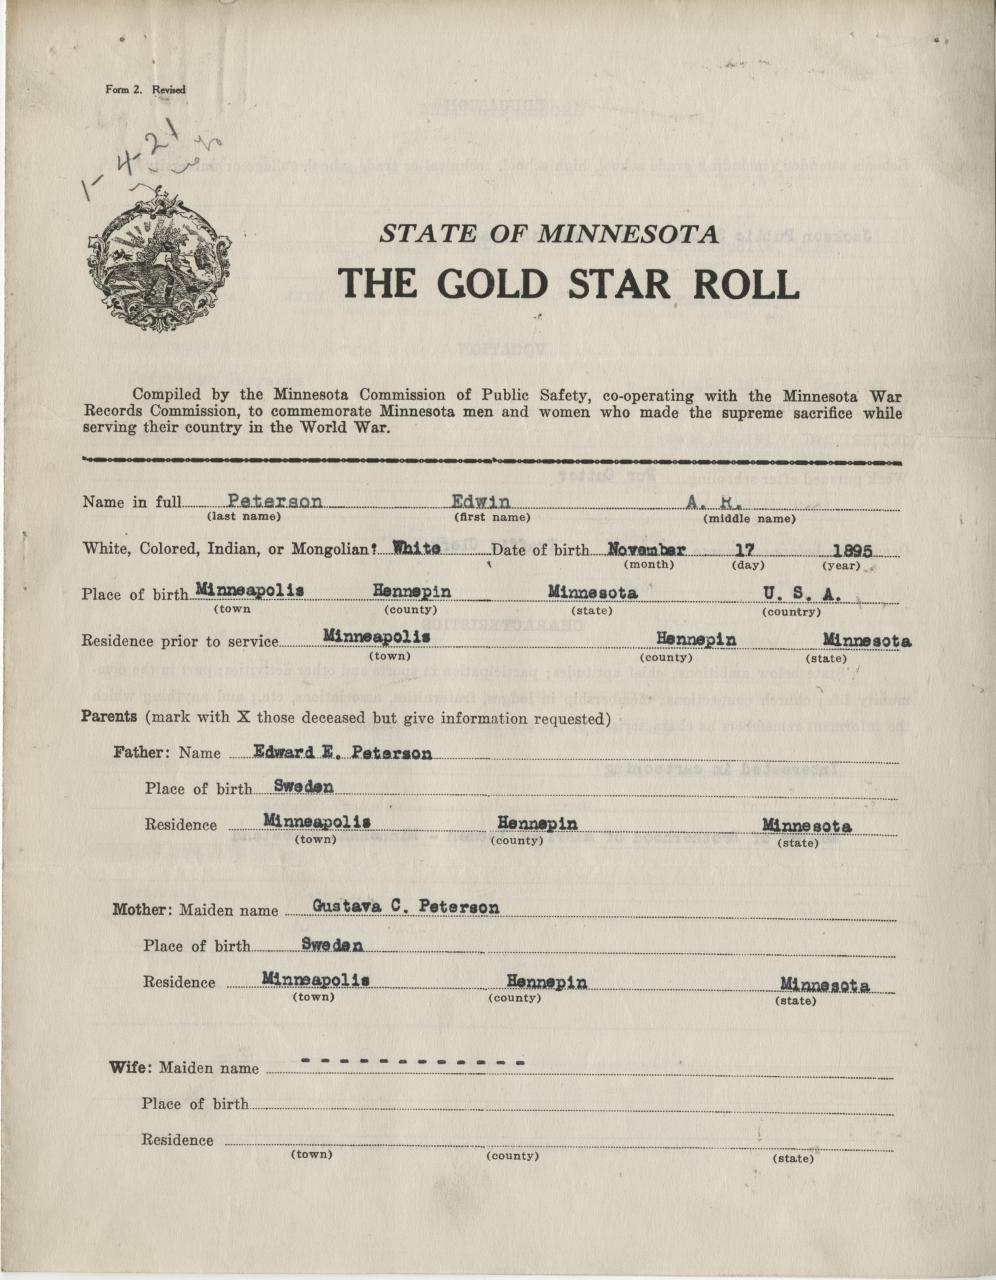 Form 2. Revised
1-4-21
STATE OF MINNESOTA
THE GOLD STAR ROLL
Compiled by the Minnesota Commission of Public Safety, co-operating with the Minnesota War
Records Commission, to commemorate Minnesota men and women who made the supreme sacrifice while
serving their country in the World War.
Name in full Peterson Edwin A. R.
(last name) (first name) (middle name)
White, Colored, Indian, or Mongolian? White Date of birth November 17 1895
(month) (day) (year)
Place of birth Minneapolis Hennepin Minnesota U. S. A.
(town (county) (state) (country)
Residence prior to service Minneapolis Hennepin Minnesota
(town) (county) (state)
Parents (mark with X those deceased but give information requested)
Father: Name Edward E. Peterson
Place of birth Sweden
Residence Minneapolis Hennepin Minnesota
(town) (county) (state)
Mother: Maiden name Gustava C. Peterson
Place of birth Sweden
Residence Minneapolis Hennepin Minnesota
(town) (county) (state)
Wife: Maiden name - - - - - - - - - - - -
Place of birth
Residence
(town) (county) (state)